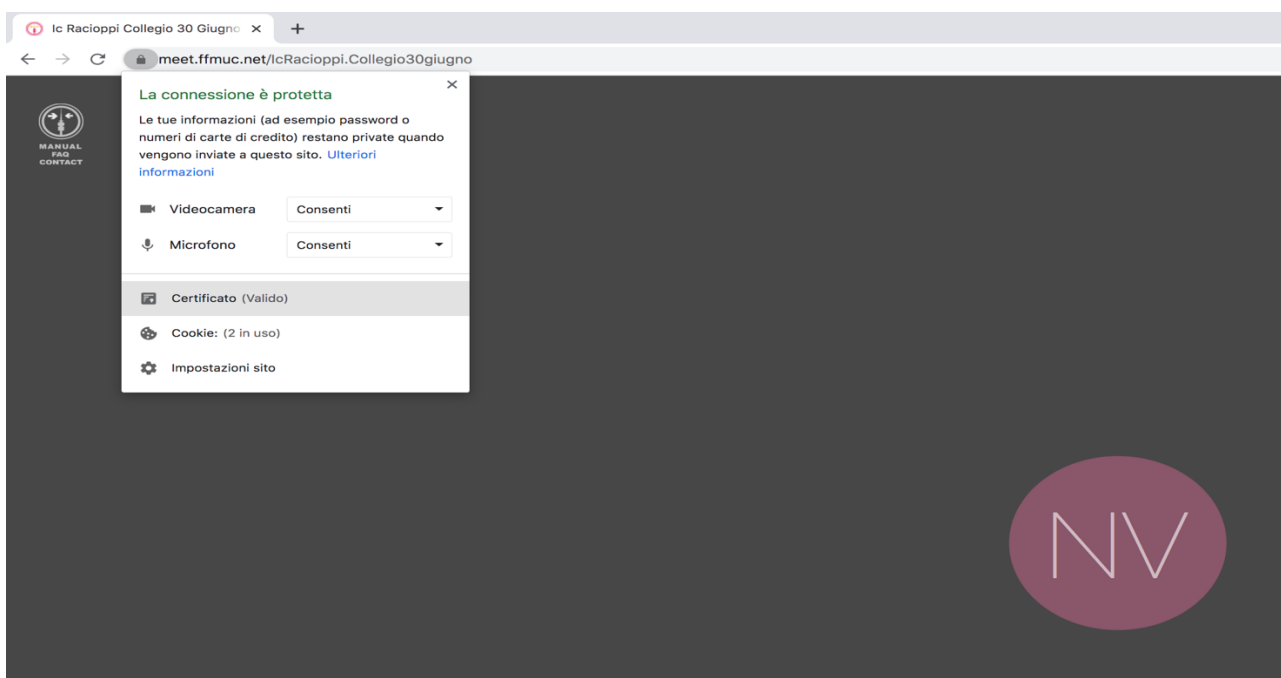 Ic Racioppi Collegio 30 Giugno
meet.ffmuc.net/IcRacioppi.Collegio30giugno
MANUAL
FAQ
CONTACT
La connessione è protetta
Le tue informazioni (ad esempio password o
numeri di carte di credito) restano private quando
vengono inviate a questo sito. Ulteriori
informazioni
Videocamera Consenti
Microfono Consenti
Certificato (Valido)
Cookie: (2 in uso)
Impostazioni sito
NV